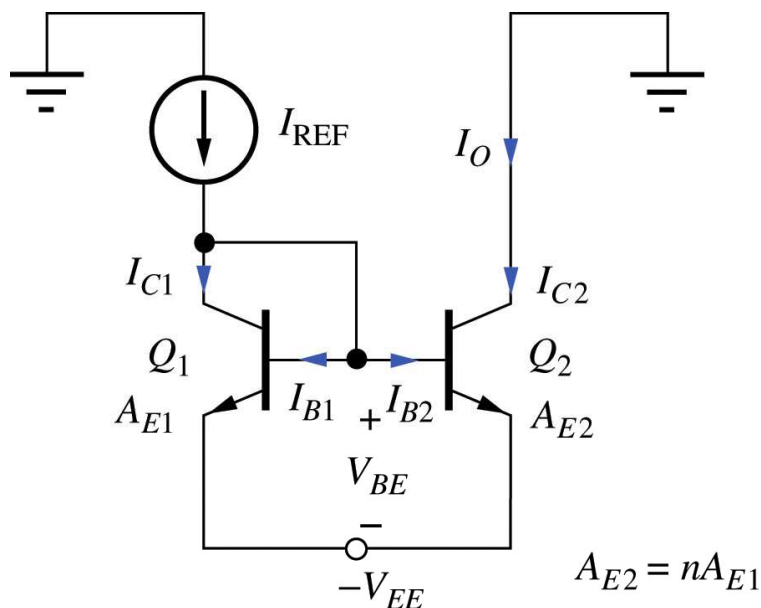 I_REF
I_O
I_C1
I_C2
Q_1
Q_2
I_B1
I_B2
A_E1
+
A_E2
V_BE
−
−V_EE
A_E2 = nA_E1